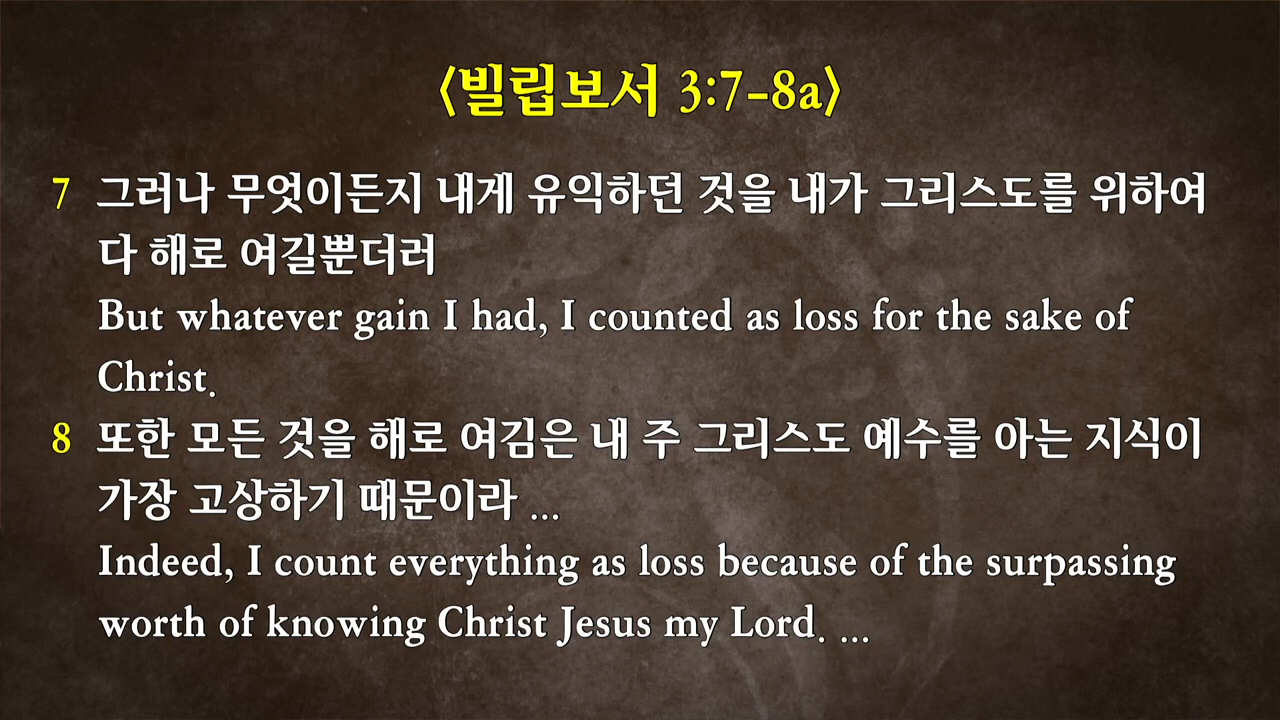 〈빌립보서 3:7-8a〉
7 그러나 무엇이든지 내게 유익하던 것을 내가 그리스도를 위하여
다 해로 여길뿐더러
But whatever gain I had, I counted as loss for the sake of
Christ.
8 또한 모든 것을 해로 여김은 내 주 그리스도 예수를 아는 지식이
가장 고상하기 때문이라 ...
Indeed, I count everything as loss because of the surpassing
worth of knowing Christ Jesus my Lord. ...